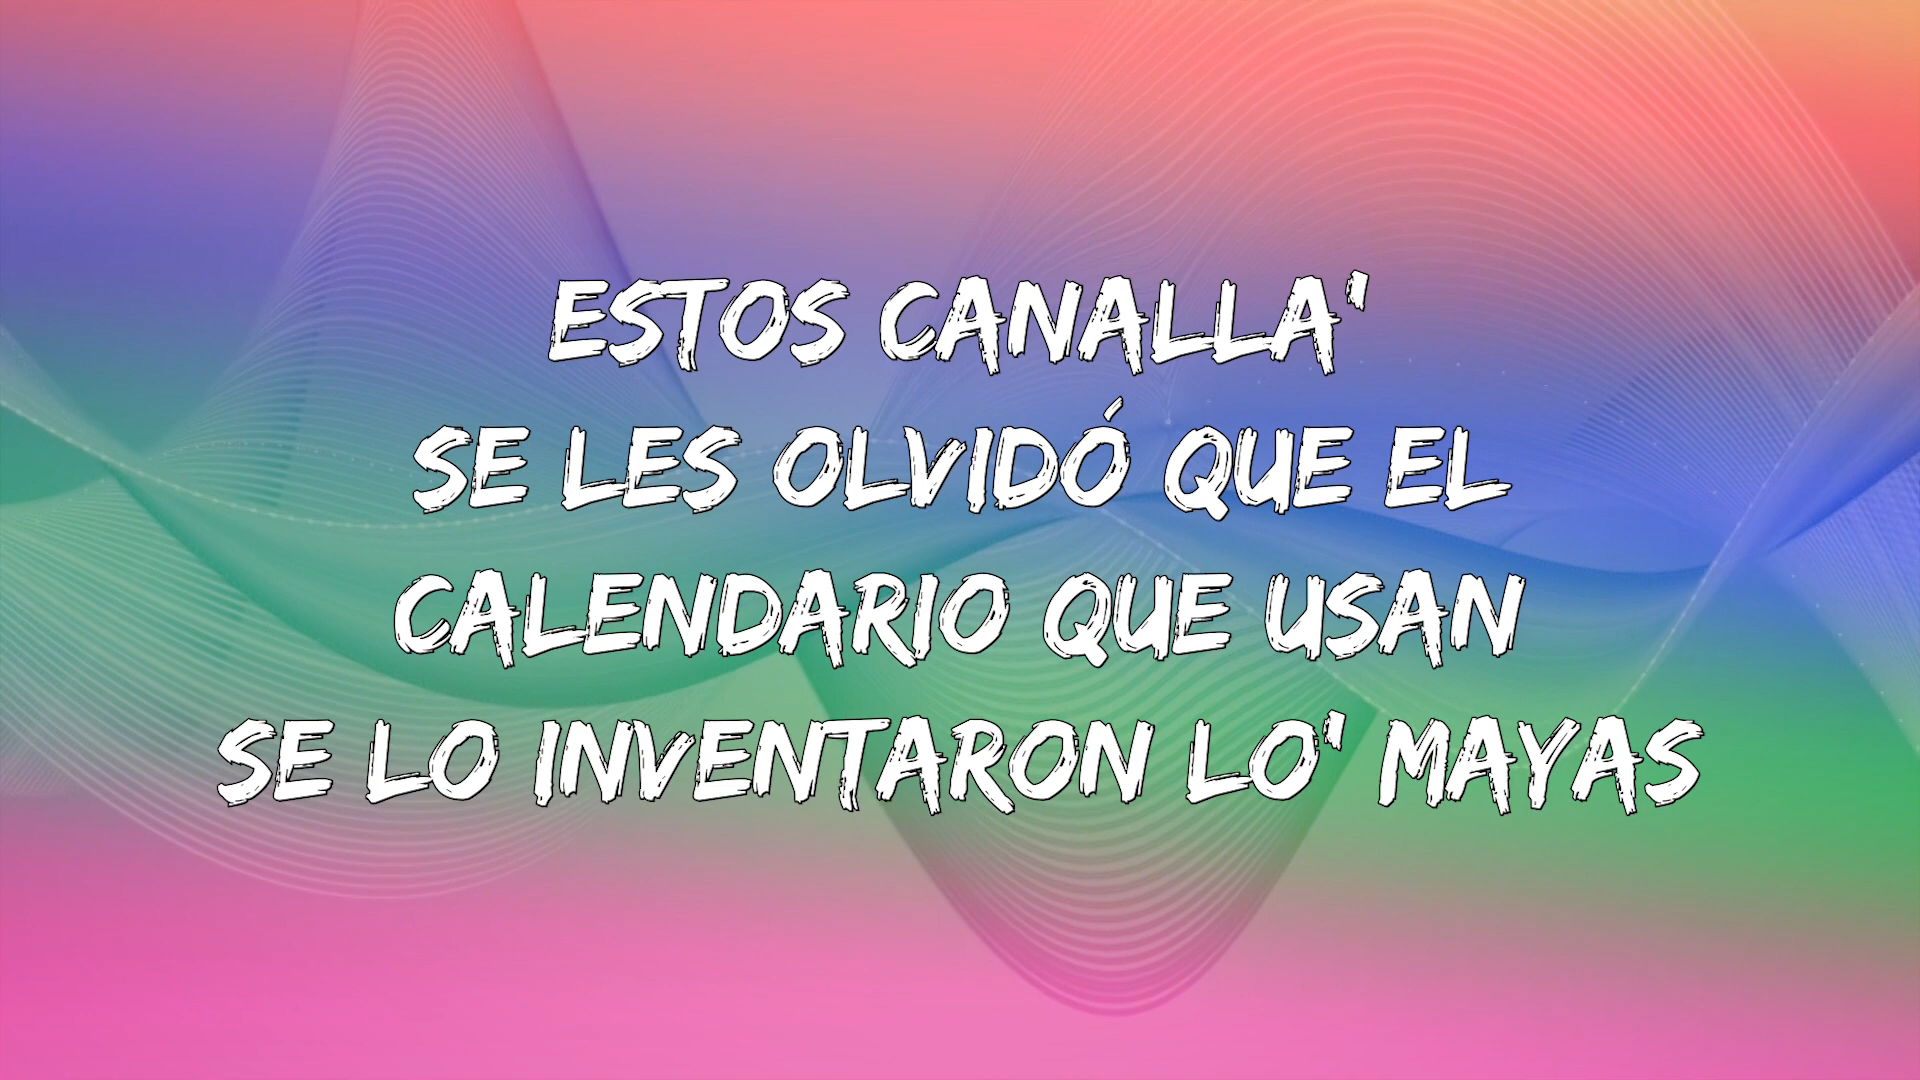 ESTOS CANALLA'
SE LES OLVIDÓ QUE EL
CALENDARIO QUE USAN
SE LO INVENTARON LO' MAYAS